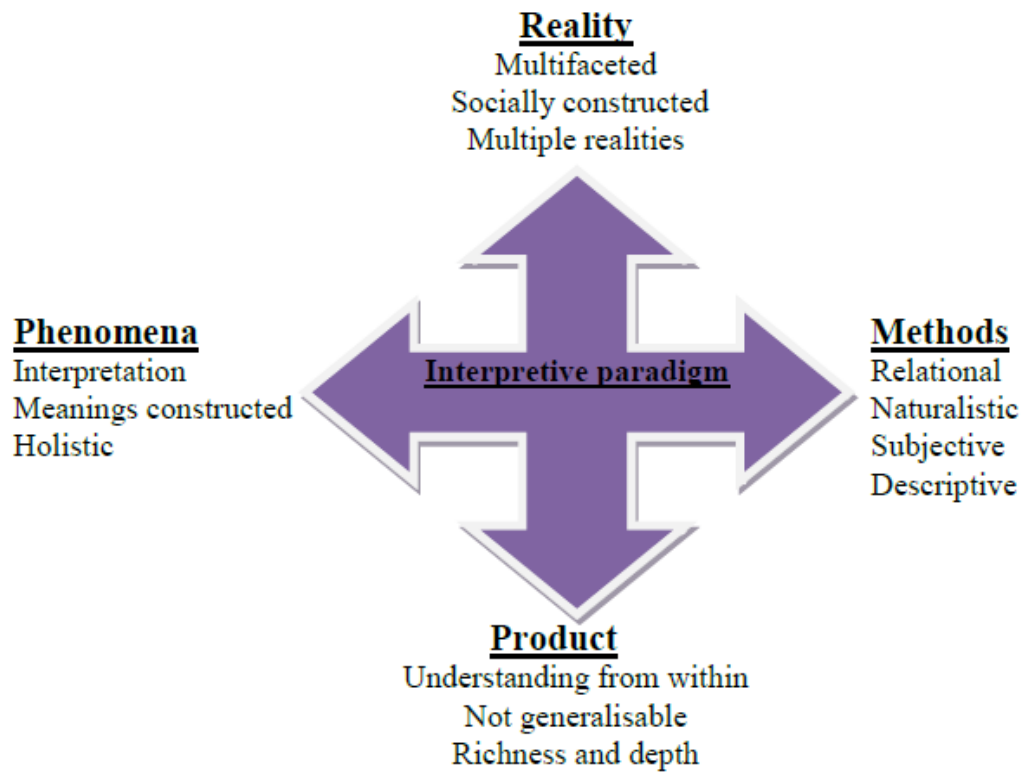 Reality
Multifaceted
Socially constructed
Multiple realities
Phenomena
Interpretation
Meanings constructed
Holistic
Interpretive paradigm
Methods
Relational
Naturalistic
Subjective
Descriptive
Product
Understanding from within
Not generalisable
Richness and depth